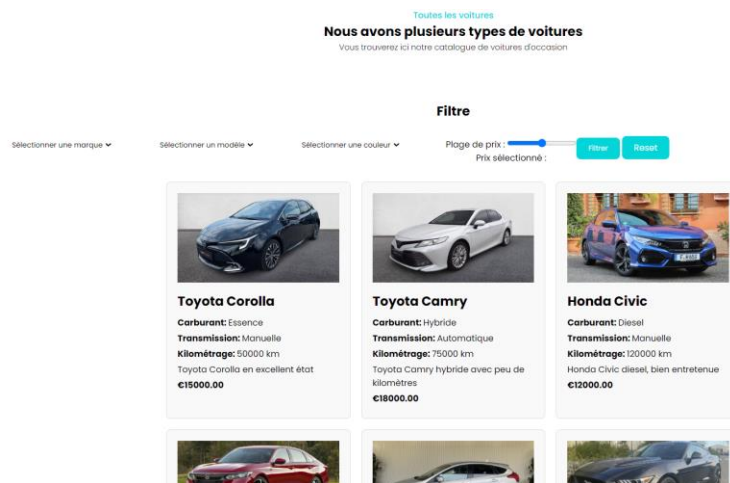 Toutes les voitures
Nous avons plusieurs types de voitures
Vous trouverez ici notre catalogue de voitures d'occasion
Filtre
Sélectionner une marque
Sélectionner un modèle
Sélectionner une couleur
Plage de prix :
Prix sélectionné :
Filtrer
Reset
Toyota Corolla
Carburant: Essence
Transmission: Manuelle
Kilométrage: 50000 km
Toyota Corolla en excellent état
€15000.00
Toyota Camry
Carburant: Hybride
Transmission: Automatique
Kilométrage: 75000 km
Toyota Camry hybride avec peu de
kilomètres
€18000.00
Honda Civic
Carburant: Diesel
Transmission: Manuelle
Kilométrage: 120000 km
Honda Civic diesel, bien entretenue
€12000.00